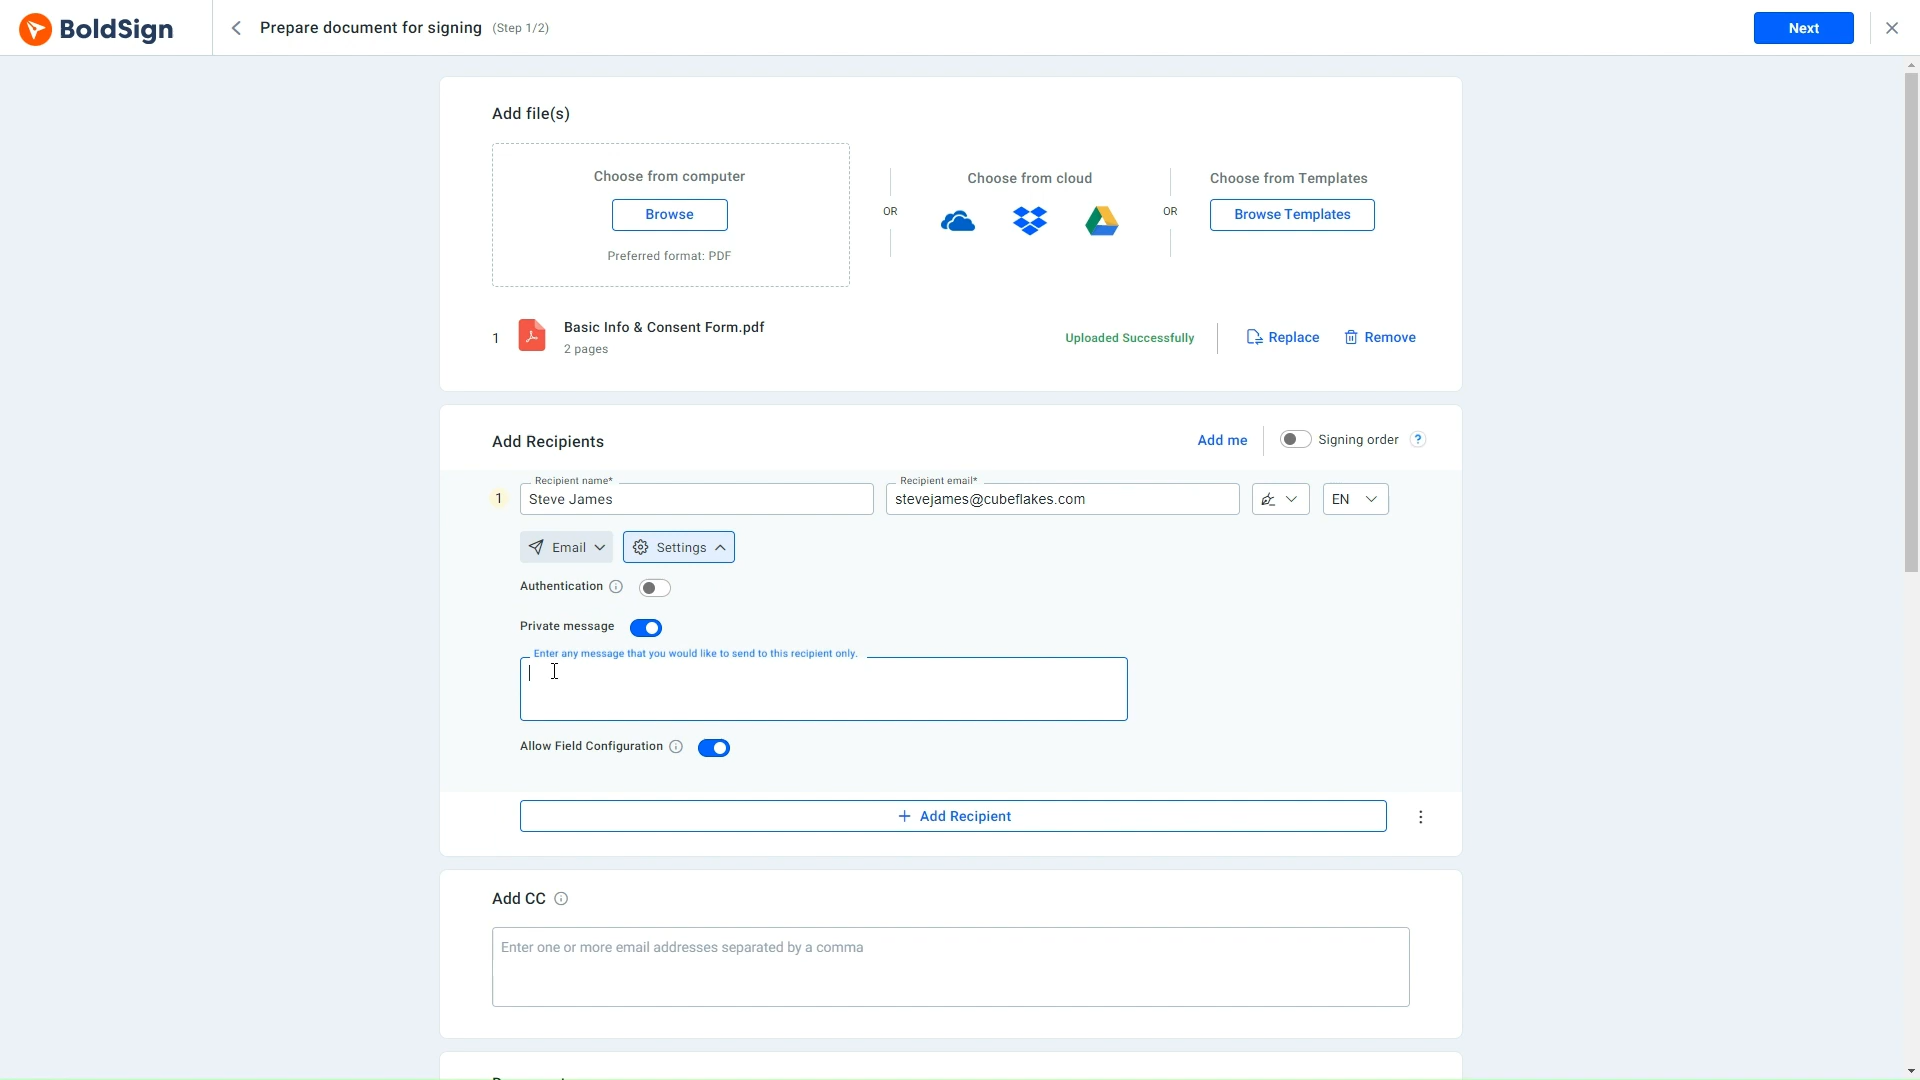 BoldSign
Prepare document for signing (Step 1/2)
Next
Add file(s)
Choose from computer
Browse
Preferred format: PDF
OR
Choose from cloud
OR
Choose from Templates
Browse Templates
1
Basic Info & Consent Form.pdf
2 pages
Uploaded Successfully
Replace
Remove
Add Recipients
Add me
Signing order ?
1
Recipient name*
Steve James
Recipient email*
stevejames@cubeflakes.com
EN
Email
Settings
Authentication
Private message
Enter any message that you would like to send to this recipient only.
Allow Field Configuration
+ Add Recipient
Add CC
Enter one or more email addresses separated by a comma